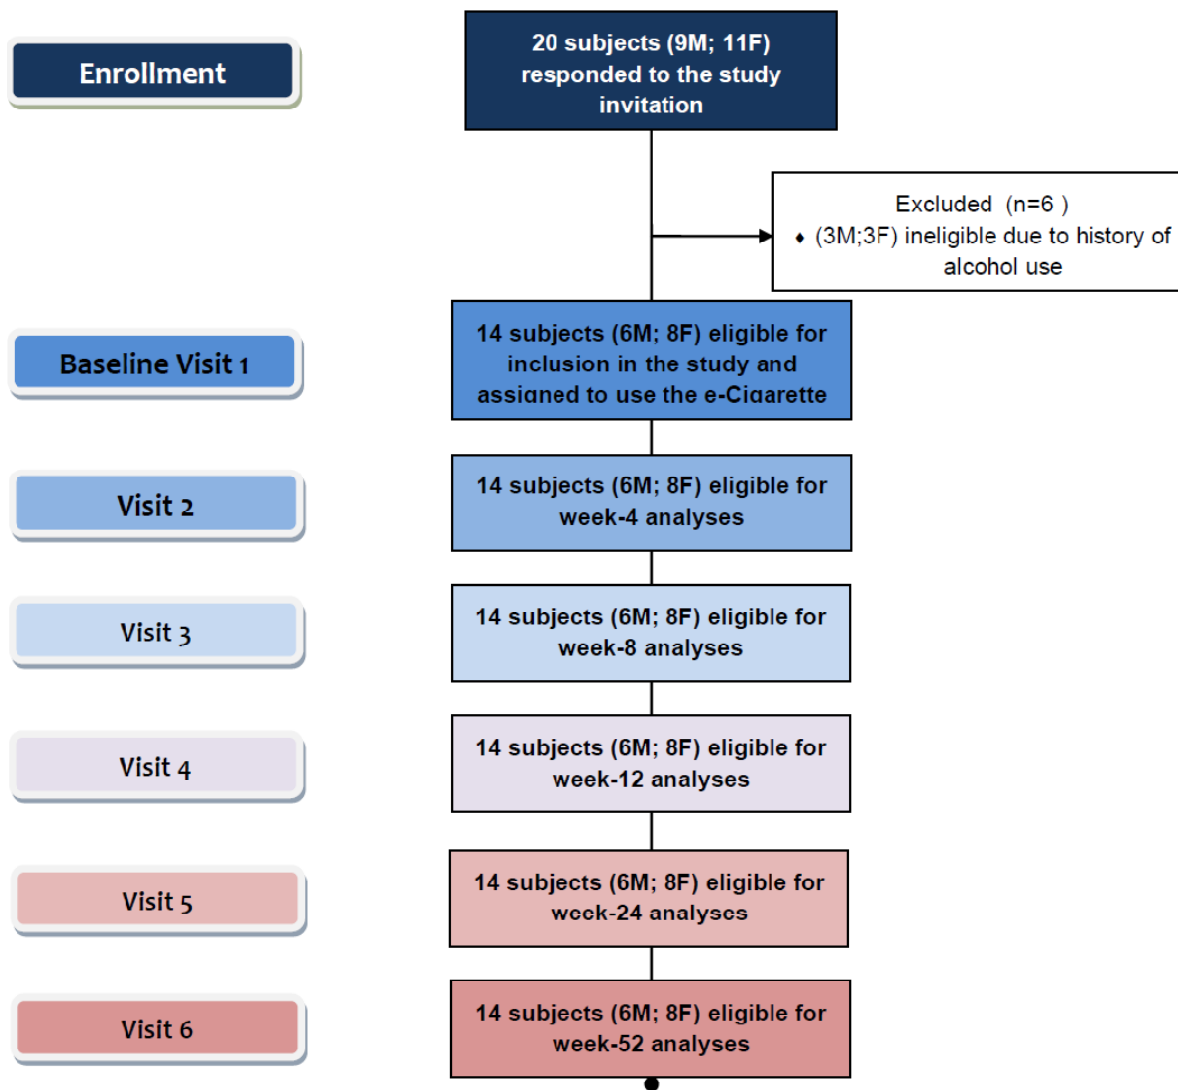 Enrollment
20 subjects (9M; 11F)
responded to the study
invitation
Excluded (n=6 )
♦ (3M;3F) ineligible due to history of
alcohol use
Baseline Visit 1
14 subjects (6M; 8F) eligible for
inclusion in the study and
assigned to use the e-Cigarette
Visit 2
14 subjects (6M; 8F) eligible for
week-4 analyses
Visit 3
14 subjects (6M; 8F) eligible for
week-8 analyses
Visit 4
14 subjects (6M; 8F) eligible for
week-12 analyses
Visit 5
14 subjects (6M; 8F) eligible for
week-24 analyses
Visit 6
14 subjects (6M; 8F) eligible for
week-52 analyses